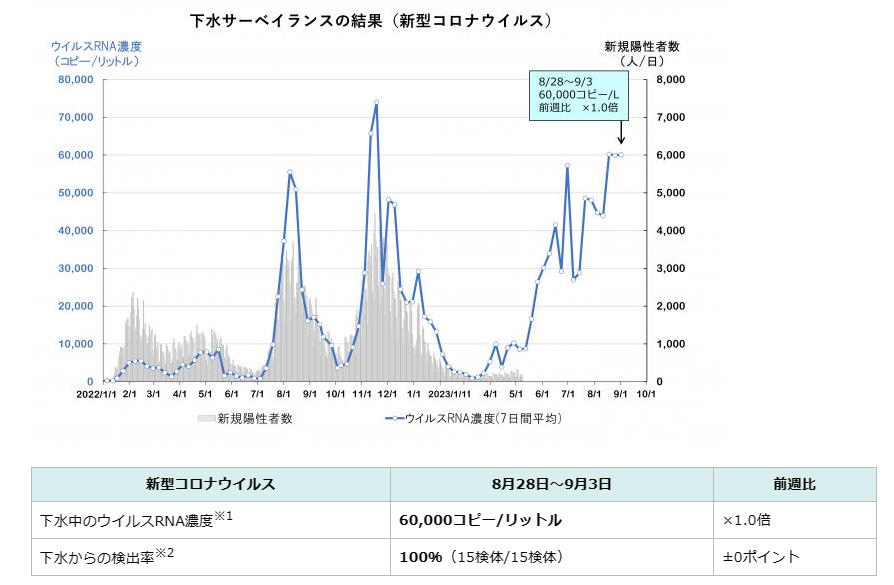 下水サーベイランスの結果（新型コロナウイルス）
ウイルスRNA濃度
（コピー/リットル）
新規陽性者数
（人/日）
80,000
70,000
60,000
50,000
40,000
30,000
20,000
10,000
0
8/28～9/3
60,000コピー/L
前週比　×1.0倍
8,000
7,000
6,000
5,000
4,000
3,000
2,000
1,000
0
2022/1/1 2/1 3/1 4/1 5/1 6/1 7/1 8/1 9/1 10/1 11/1 12/1 1/1 2023/1/11 3/1 4/1 5/1 6/1 7/1 8/1 9/1 10/1
新規陽性者数 ウイルスRNA濃度(7日間平均)
新型コロナウイルス 8月28日～9月3日 前週比
下水中のウイルスRNA濃度※1 60,000コピー/リットル ×1.0倍
下水からの検出率※2 100%（15検体/15検体） ±0ポイント